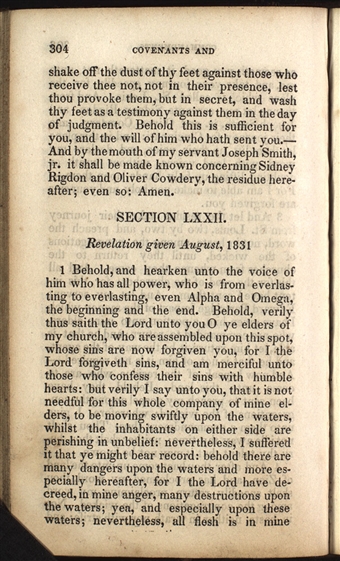 304 COVENANTS AND
shake off the dust of thy feet against those who
receive thee not, not in their presence, lest
thou provoke them, but in secret, and wash
thy feet as a testimony against them in the day
of judgment. Behold this is sufficient for
you, and the will of him who hath sent you.—
And by the mouth of my servant Joseph Smith,
jr. it shall be made known concerning Sidney
Rigdon and Oliver Cowdery, the residue here-
after; even so: Amen.
SECTION LXXII.
Revelation given August, 1831
1 Behold, and hearken unto the voice of
him who has all power, who is from everlas-
ting to everlasting, even Alpha and Omega,
the beginning and the end. Behold, verily
thus saith the Lord unto you O ye elders of
my church, who are assembled upon this spot,
whose sins are now forgiven you, for I the
Lord forgiveth sins, and am merciful unto
those who confess their sins with humble
hearts: but verily I say unto you, that it is not
needful for this whole company of mine el-
ders, to be moving swiftly upon the waters,
whilst the inhabitants on either side are
perishing in unbelief: nevertheless, I suffered
it that ye might bear record: behold there are
many dangers upon the waters and more es-
pecially hereafter, for I the Lord have de-
creed, in mine anger, many destructions upon
the waters; yea, and especially upon these
waters; nevertheless, all flesh is in mine